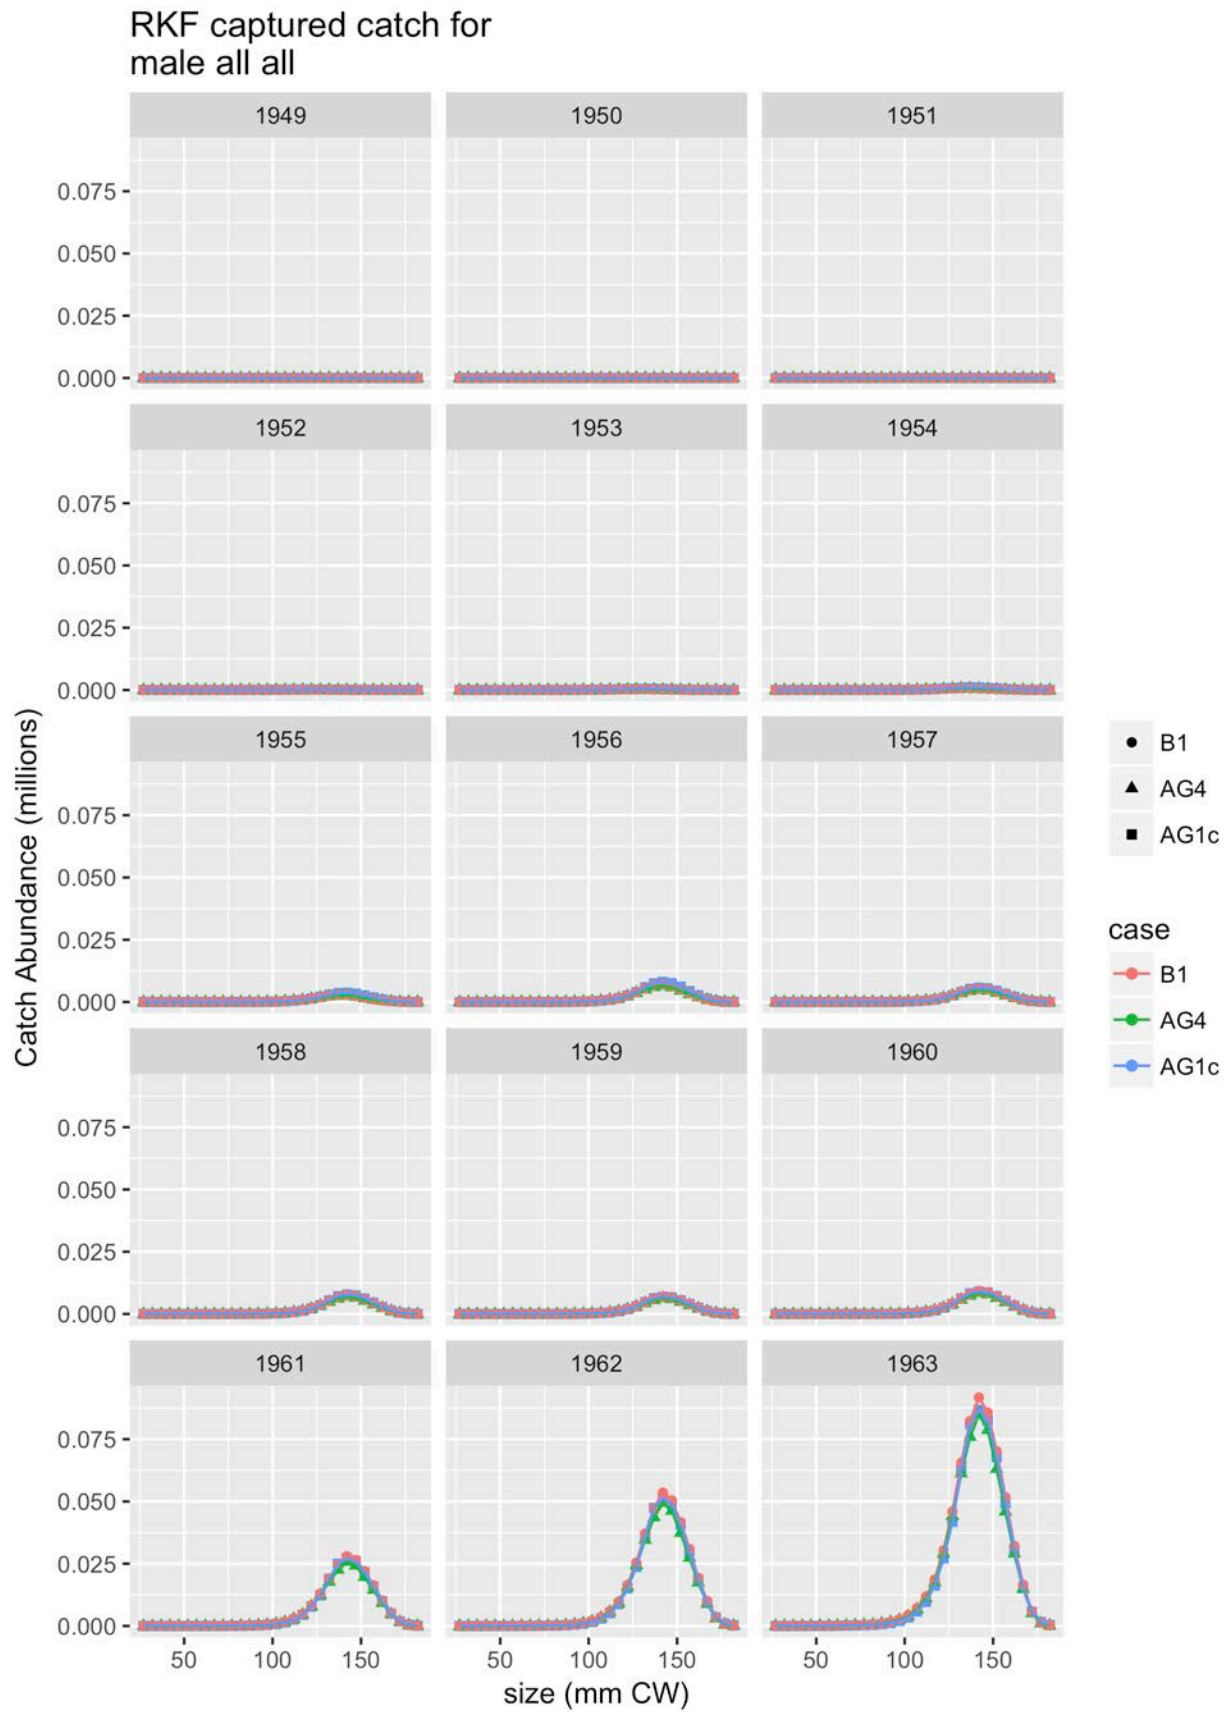 RKF captured catch for
male all all
1949 1950 1951
0.075
0.050
0.025
0.000
1952 1953 1954
0.075
0.050
0.025
0.000
1955 1956 1957
0.075
0.050
0.025
0.000
1958 1959 1960
0.075
0.050
0.025
0.000
1961 1962 1963
0.075
0.050
0.025
0.000
50 100 150 50 100 150 50 100 150
size (mm CW)
Catch Abundance (millions)
B1
AG4
AG1c
case
B1
AG4
AG1c